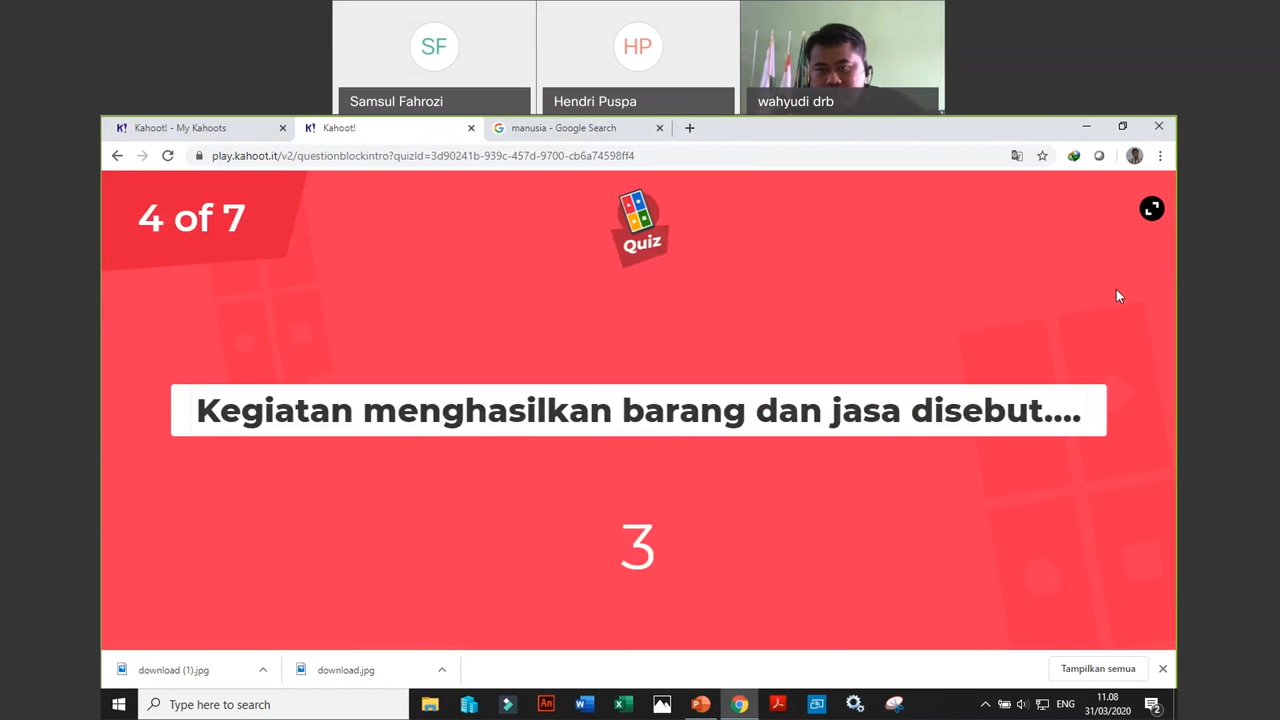 SF
HP
Samsul Fahrozi
Hendri Puspa
wahyudi drb
K! Kahoot! - My Kahoots
K! Kahoot!
G manusia - Google Search
play.kahoot.it/v2/questionblockintro?quizId=3d90241b-939c-457d-9700-cb6a74598ff4
4 of 7
Quiz
Kegiatan menghasilkan barang dan jasa disebut....
3
download (1).jpg
download.jpg
Tampilkan semua
Type here to search
An
ENG
11.08
31/03/2020
2